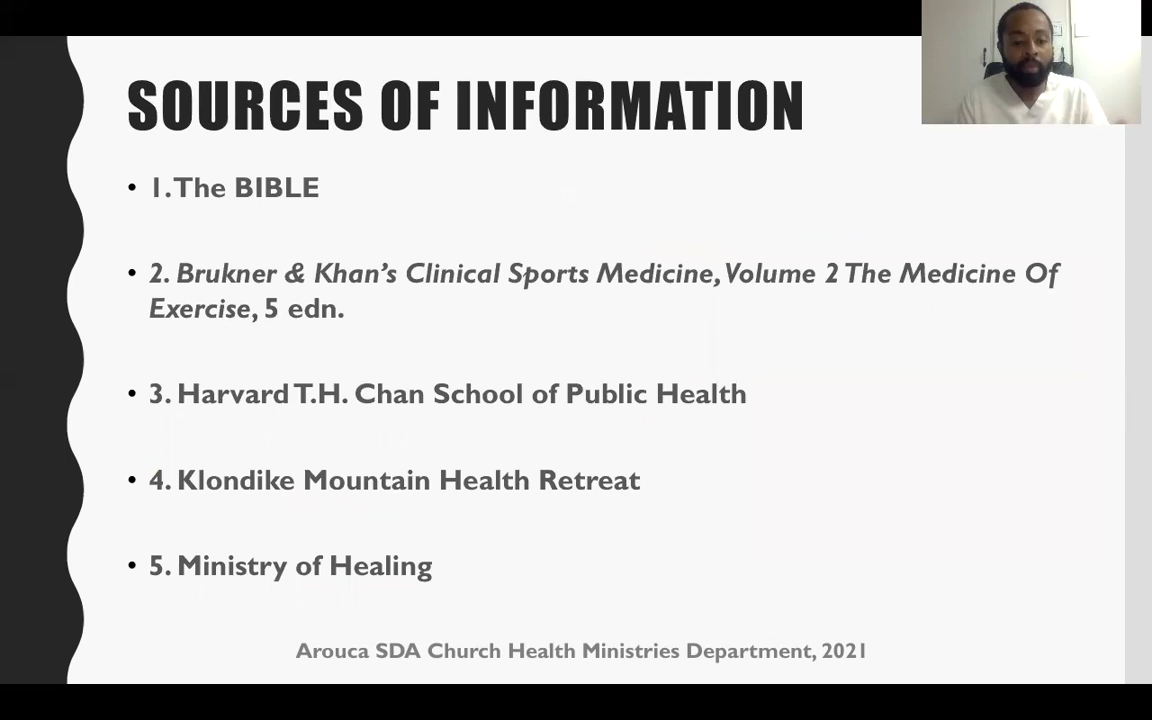 SOURCES OF INFORMATION
• 1. The BIBLE
• 2. Brukner & Khan’s Clinical Sports Medicine, Volume 2 The Medicine Of
Exercise, 5 edn.
• 3. Harvard T.H. Chan School of Public Health
• 4. Klondike Mountain Health Retreat
• 5. Ministry of Healing
Arouca SDA Church Health Ministries Department, 2021